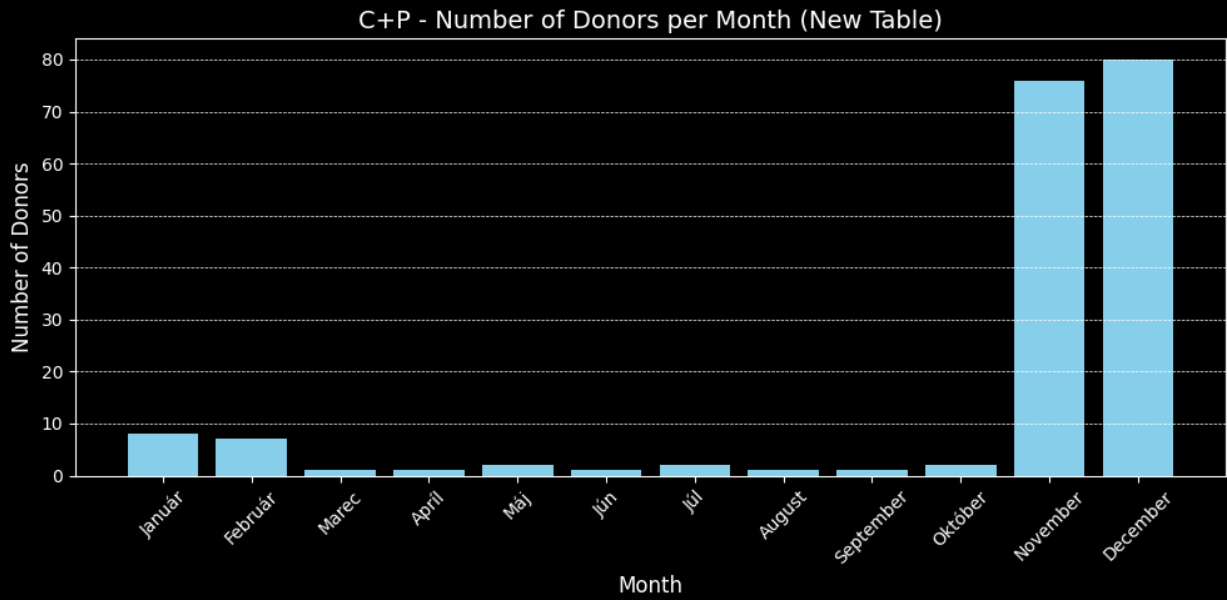 C+P - Number of Donors per Month (New Table)
Number of Donors
80
70
60
50
40
30
20
10
0
Január
Február
Marec
Apríl
Máj
Jún
Júl
August
September
Október
November
December
Month